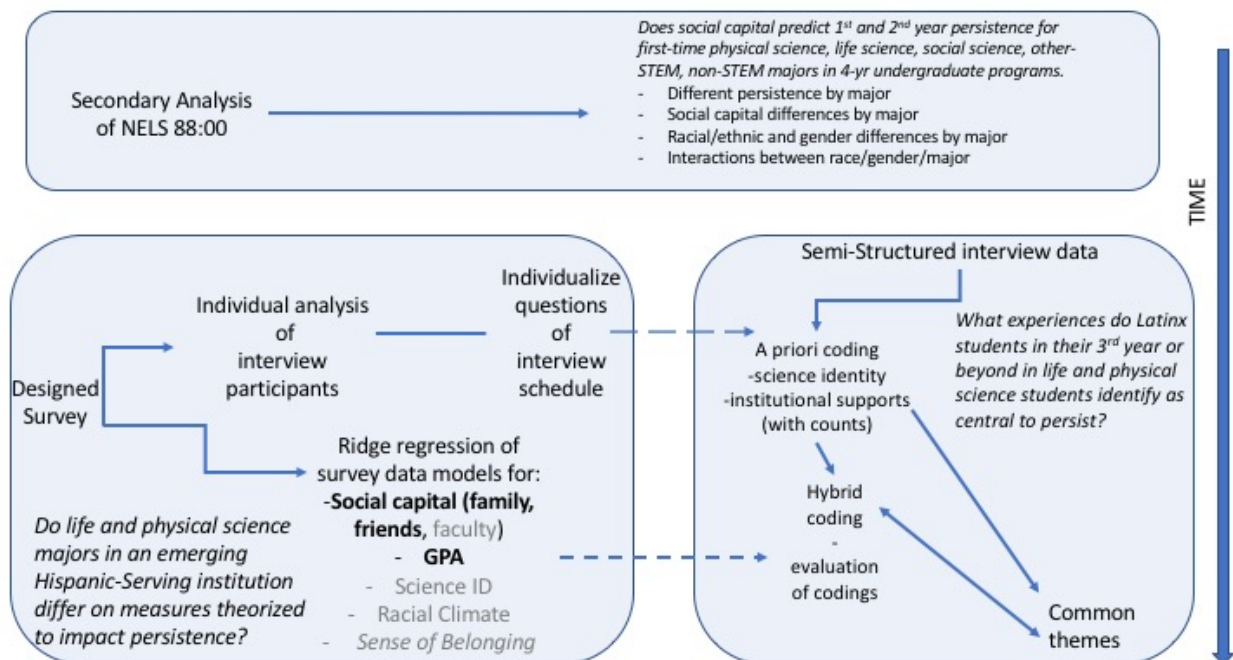 Secondary Analysis
of NELS 88:00
Does social capital predict 1st and 2nd year persistence for
first-time physical science, life science, social science, other-
STEM, non-STEM majors in 4-yr undergraduate programs.
- Different persistence by major
- Social capital differences by major
- Racial/ethnic and gender differences by major
- Interactions between race/gender/major
TIME
Designed
Survey
Individual analysis
of
interview
participants
Individualize
questions
of
interview
schedule
Ridge regression of
survey data models for:
-Social capital (family,
friends, faculty)
- GPA
- Science ID
- Racial Climate
- Sense of Belonging
Do life and physical science
majors in an emerging
Hispanic-Serving institution
differ on measures theorized
to impact persistence?
Semi-Structured interview data
A priori coding
-science identity
-institutional supports
(with counts)
What experiences do Latinx
students in their 3rd year or
beyond in life and physical
science students identify as
central to persist?
Hybrid
coding
-
evaluation
of codings
Common
themes